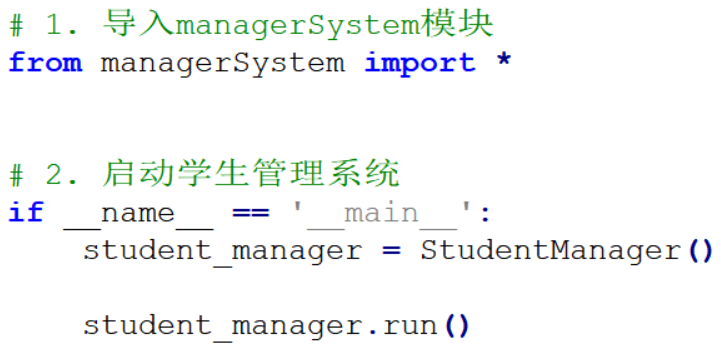 # 1. 导入managerSystem模块
from managerSystem import *
# 2. 启动学生管理系统
if __name__ == '__main__':
student_manager = StudentManager()
student_manager.run()